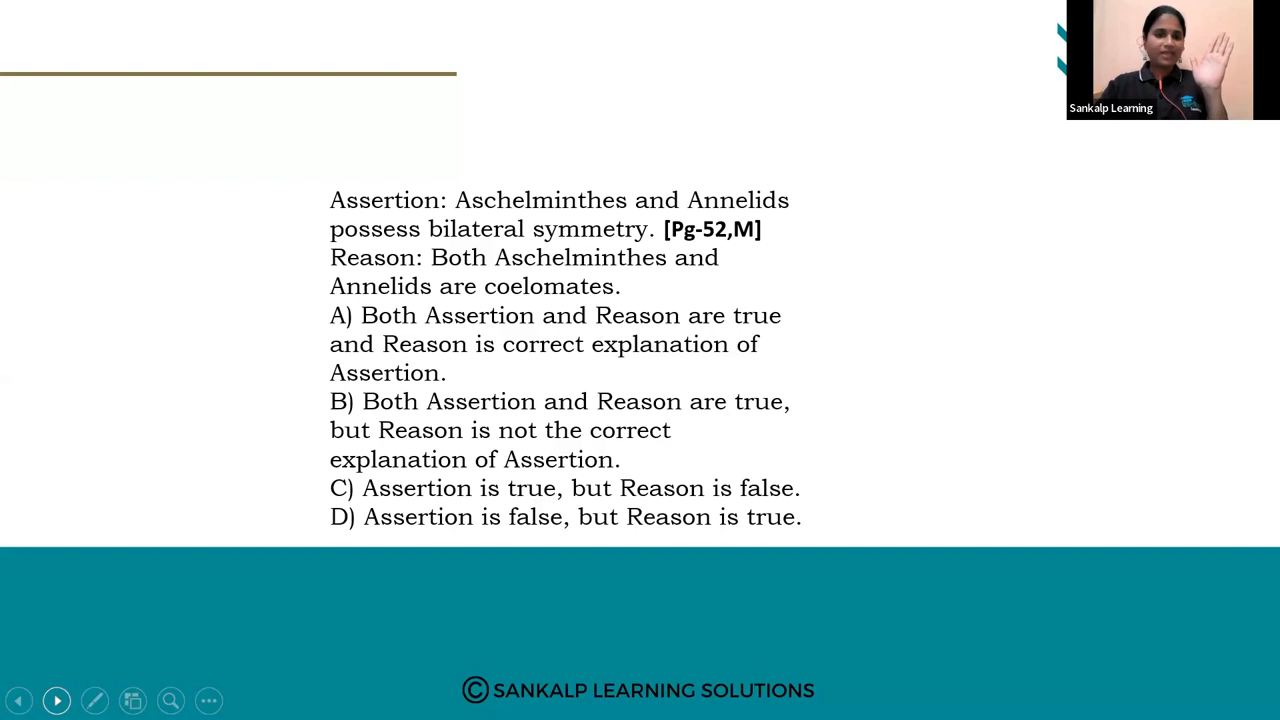 Sankalp Learning
Assertion: Aschelminthes and Annelids
possess bilateral symmetry. [Pg-52,M]
Reason: Both Aschelminthes and
Annelids are coelomates.
A) Both Assertion and Reason are true
and Reason is correct explanation of
Assertion.
B) Both Assertion and Reason are true,
but Reason is not the correct
explanation of Assertion.
C) Assertion is true, but Reason is false.
D) Assertion is false, but Reason is true.
© SANKALP LEARNING SOLUTIONS